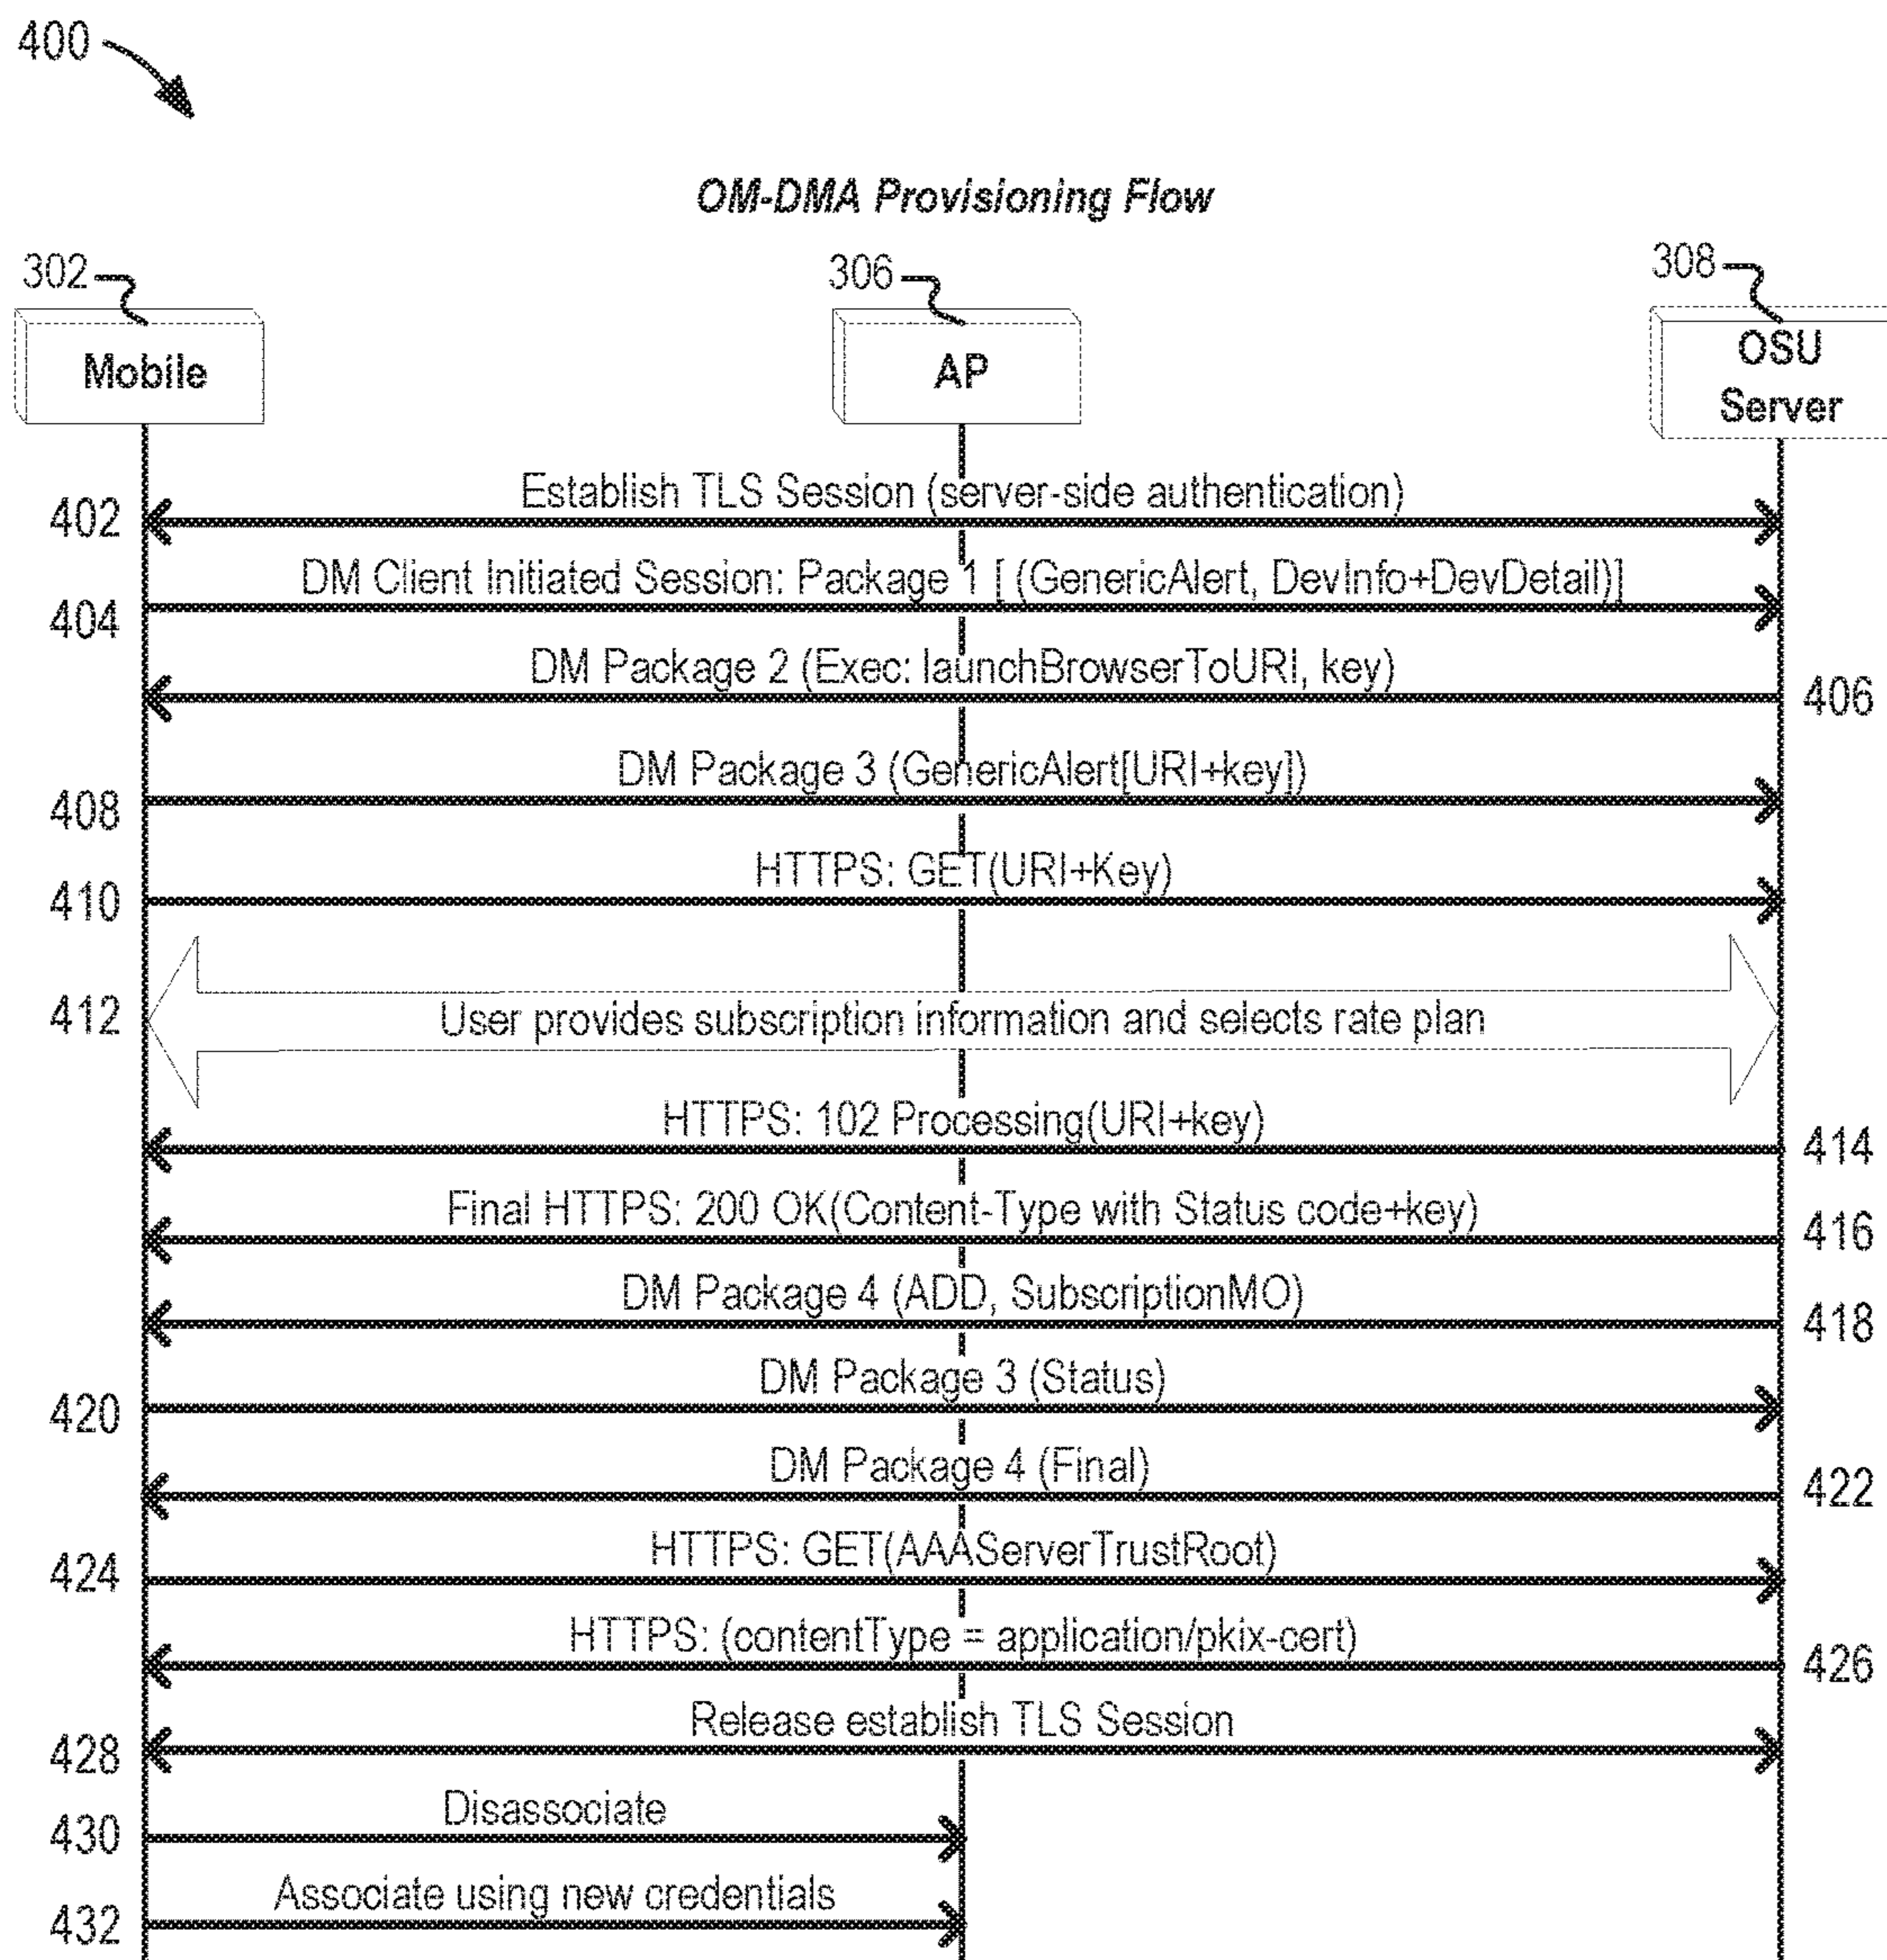 400
OM-DMA Provisioning Flow
302
306
308
Mobile
AP
OSU
Server
Establish TLS Session (server-side authentication)
402
DM Client Initiated Session: Package 1 [ (GenericAlert, DevInfo+DevDetail)]
404
DM Package 2 (Exec: launchBrowserToURI, key)
406
DM Package 3 (GenericAlert[URI+key])
408
HTTPS: GET(URI+Key)
410
412
User provides subscription information and selects rate plan
HTTPS: 102 Processing(URI+key)
414
Final HTTPS: 200 OK(Content-Type with Status code+key)
416
DM Package 4 (ADD, SubscriptionMO)
418
DM Package 3 (Status)
420
DM Package 4 (Final)
422
HTTPS: GET(AAAServerTrustRoot)
424
HTTPS: (contentType = application/pkix-cert)
426
Release establish TLS Session
428
Disassociate
430
Associate using new credentials
432